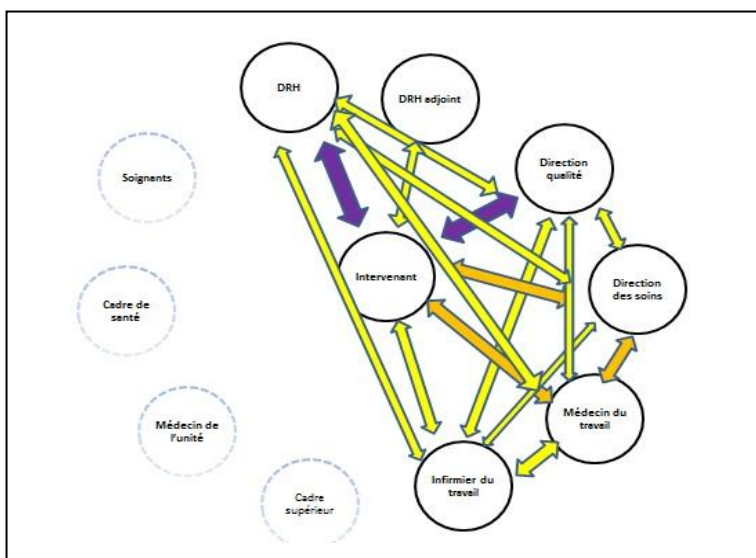 DRH
DRH adjoint
Direction
qualité
Soignants
Intervenant
Direction
des soins
Cadre de
santé
Médecin du
travail
Médecin de
l'unité
Infirmier du
travail
Cadre
supérieur